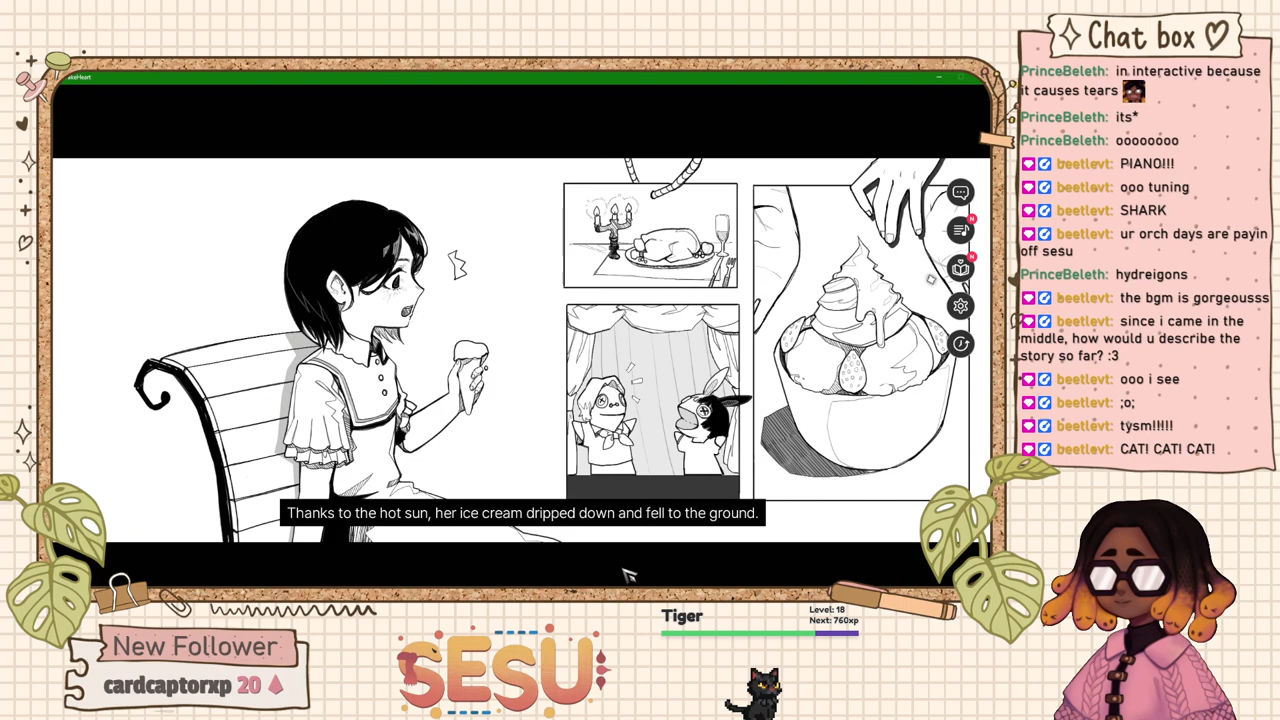 Chat box
akeHeart
PrinceBeleth: in interactive because
it causes tears
PrinceBeleth: its*
PrinceBeleth: oooooooo
beetlevt: PIANO!!!
beetlevt: ooo tuning
beetlevt: SHARK
beetlevt: ur orch days are payin
off sesu
PrinceBeleth: hydreigons
beetlevt: the bgm is gorgeousss
beetlevt: since i came in the
middle, how would u describe the
story so far? :3
beetlevt: ooo i see
beetlevt: ;o;
beetlevt: tysm!!!!!
beetlevt: CAT! CAT! CAT!
N
N
Thanks to the hot sun, her ice cream dripped down and fell to the ground.
New Follower
cardcaptorxp 20
SESU
Tiger
Level: 18
Next: 760xp